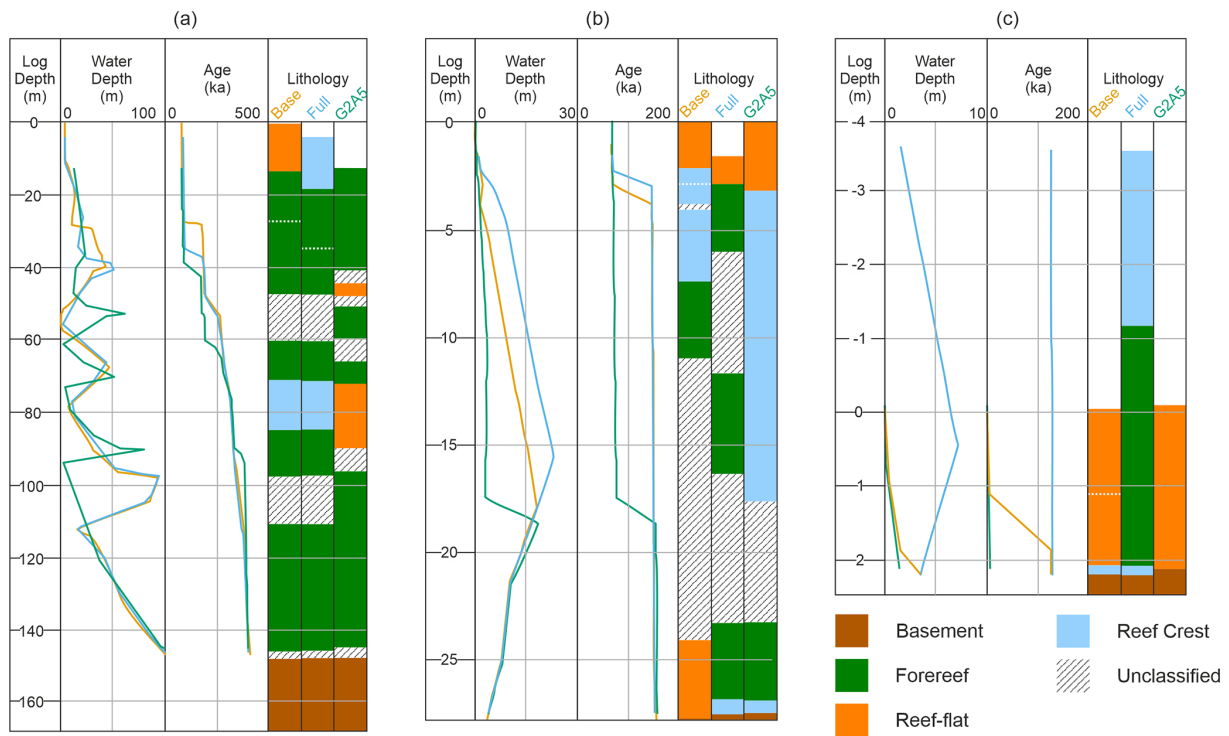 (a)
(b)
(c)
Log
Depth
(m)
Water
Depth
(m)
Age
(ka)
Lithology
0
100
0
500
Base
Full
G2A5
0
20
40
60
80
100
120
140
160
Log
Depth
(m)
Water
Depth
(m)
Age
(ka)
Lithology
0
30
0
200
Base
Full
G2A5
0
5
10
15
20
25
Log
Depth
(m)
Water
Depth
(m)
Age
(ka)
Lithology
0
100
0
200
Base
Full
G2A5
-4
-3
-2
-1
0
1
2
Basement
Forereef
Reef-flat
Reef Crest
Unclassified